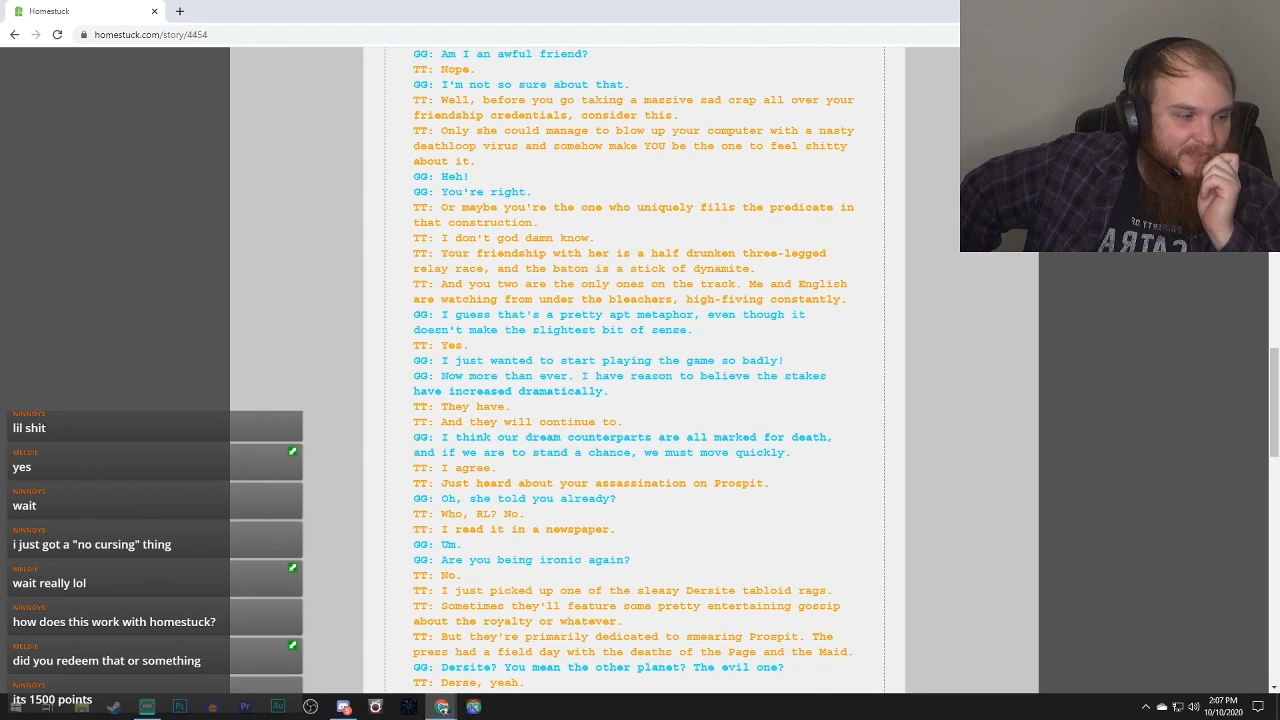 Homestuck
homestuck.com/story/4454
GG: Am I an awful friend?
TT: Nope.
GG: I'm not so sure about that.
TT: Well, before you go taking a massive sad crap all over your
friendship credentials, consider this.
TT: Only she could manage to blow up your computer with a nasty
deathloop virus and somehow make YOU be the one to feel shitty
about it.
GG: Heh!
GG: You're right.
TT: Or maybe you're the one who uniquely fills the predicate in
that construction.
TT: I don't god damn know.
TT: Your friendship with her is a half drunken three-legged
relay race, and the baton is a stick of dynamite.
TT: And you two are the only ones on the track. Me and English
are watching from under the bleachers, high-fiving constantly.
GG: I guess that's a pretty apt metaphor, even though it
doesn't make the slightest bit of sense.
TT: Yes.
GG: I just wanted to start playing the game so badly!
GG: Now more than ever. I have reason to believe the stakes
have increased dramatically.
TT: They have.
TT: And they will continue to.
GG: I think our dream counterparts are all marked for death,
and if we are to stand a chance, we must move quickly.
TT: I agree.
TT: Just heard about your assassination on Prospit.
GG: Oh, she told you already?
TT: Who, RL? No.
TT: I read it in a newspaper.
GG: Um.
GG: Are you being ironic again?
TT: No.
TT: I just picked up one of the sleazy Dersite tabloid rags.
TT: Sometimes they'll feature some pretty entertaining gossip
about the royalty or whatever.
TT: But they're primarily dedicated to smearing Prospit. The
press had a field day with the deaths of the Page and the Maid.
GG: Dersite? You mean the other planet? The evil one?
TT: Derse, yeah.
NINNOYS
lil shit
MELDIE
yes
NINNOYS
wait
NINNOYS
i just got a "no cursing" thing
MELDIE
wait really lol
NINNOYS
how does this work with homestuck?
MELDIE
did you redeem that or something
NINNOYS
its 1500 points
2:07 PM
10/10/2020